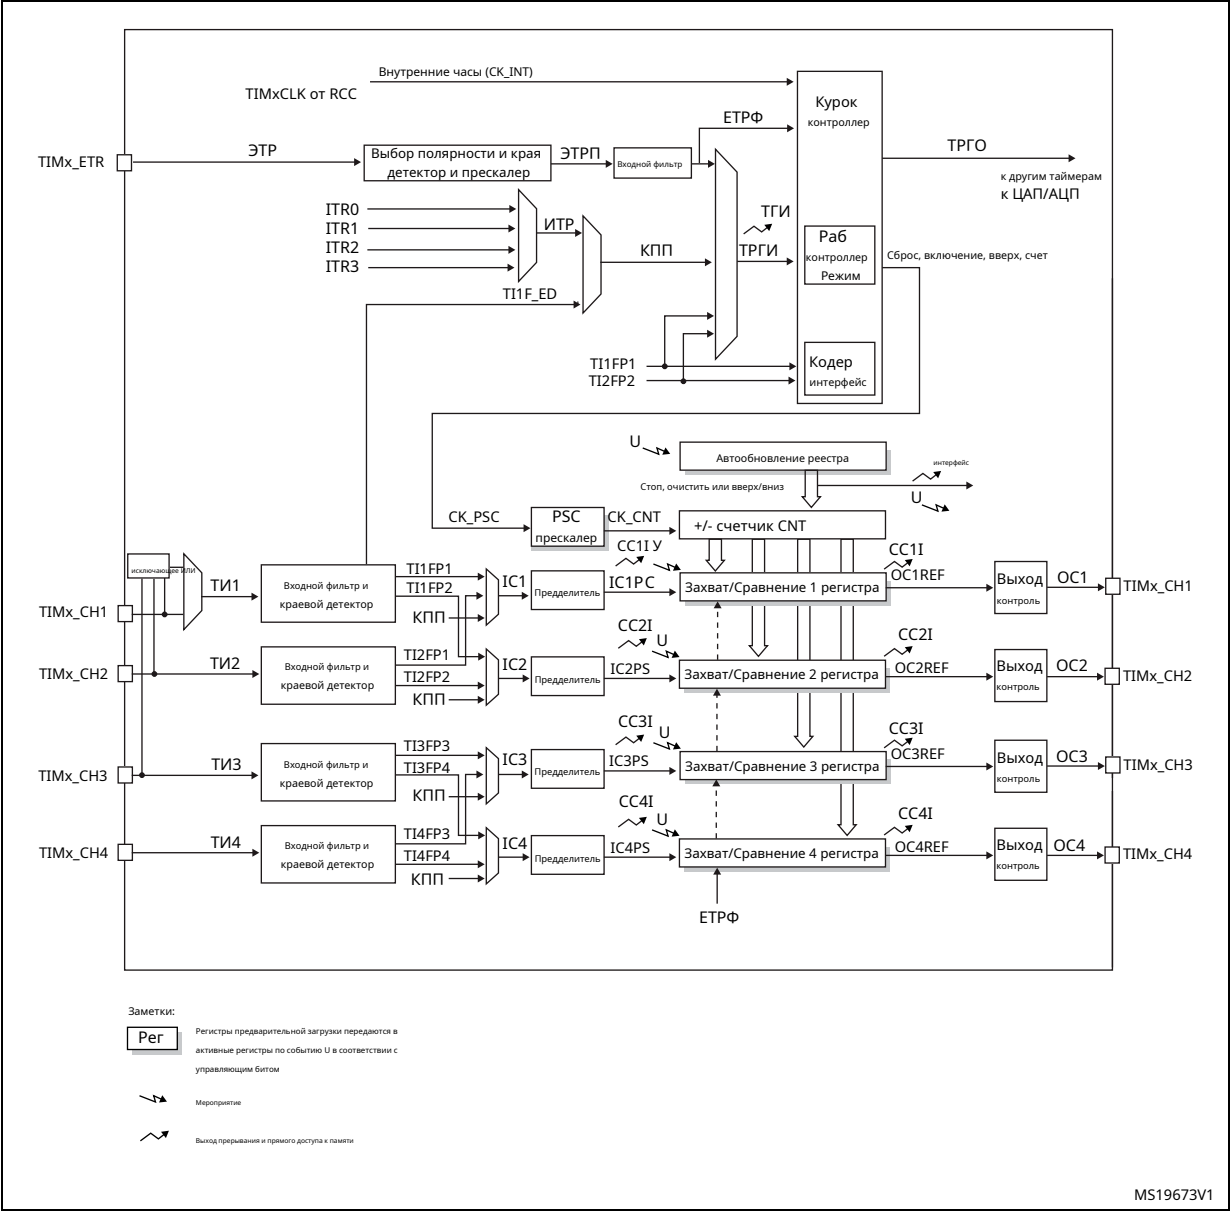 Внутренние часы (CK_INT)
TIMxCLK от RCC
Курок
контроллер
ЕТРФ
TIMx_ETR
ЭТР
Выбор полярности и края
детектор и прескалер
ЭТРП
Входной фильтр
ТРГО
к другим таймерам
к ЦАП/АЦП
ITR0
ITR1
ITR2
ITR3
ИТР
КПП
ТГИ
ТРГИ
Раб
контроллер
Режим
Сброс, включение, вверх, счет
TI1F_ED
TI1FP1
TI2FP2
Кодер
интерфейс
U
Автообновление реестра
Стоп, очистить или вверх/вниз
интерфейс
U
CK_PSC
PSC
прескалер
CK_CNT
+/- счетчик CNT
исключающее ИЛИ
TIMx_CH1
ТИ1
Входной фильтр и
краевой детектор
TI1FP1
TI1FP2
КПП
IC1
Предделитель
CC1I У
IC1PС
Захват/Сравнение 1 регистра
CC1I
OC1REF
Выход
контроль
OC1
TIMx_CH1
TIMx_CH2
ТИ2
Входной фильтр и
краевой детектор
TI2FP1
TI2FP2
КПП
IC2
Предделитель
CC2I
U
IC2PS
Захват/Сравнение 2 регистра
CC2I
OC2REF
Выход
контроль
OC2
TIMx_CH2
TIMx_CH3
ТИ3
Входной фильтр и
краевой детектор
TI3FP3
TI3FP4
КПП
IC3
Предделитель
CC3I
U
IC3PS
Захват/Сравнение 3 регистра
CC3I
OC3REF
Выход
контроль
OC3
TIMx_CH3
TIMx_CH4
ТИ4
Входной фильтр и
краевой детектор
TI4FP3
TI4FP4
КПП
IC4
Предделитель
CC4I
U
IC4PS
Захват/Сравнение 4 регистра
CC4I
OC4REF
Выход
контроль
OC4
TIMx_CH4
ЕТРФ
Заметки:
Рег
Регистры предварительной загрузки передаются в
активные регистры по событию U в соответствии с
управляющим битом
Мероприятие
Выход прерывания и прямого доступа к памяти
MS19673V1